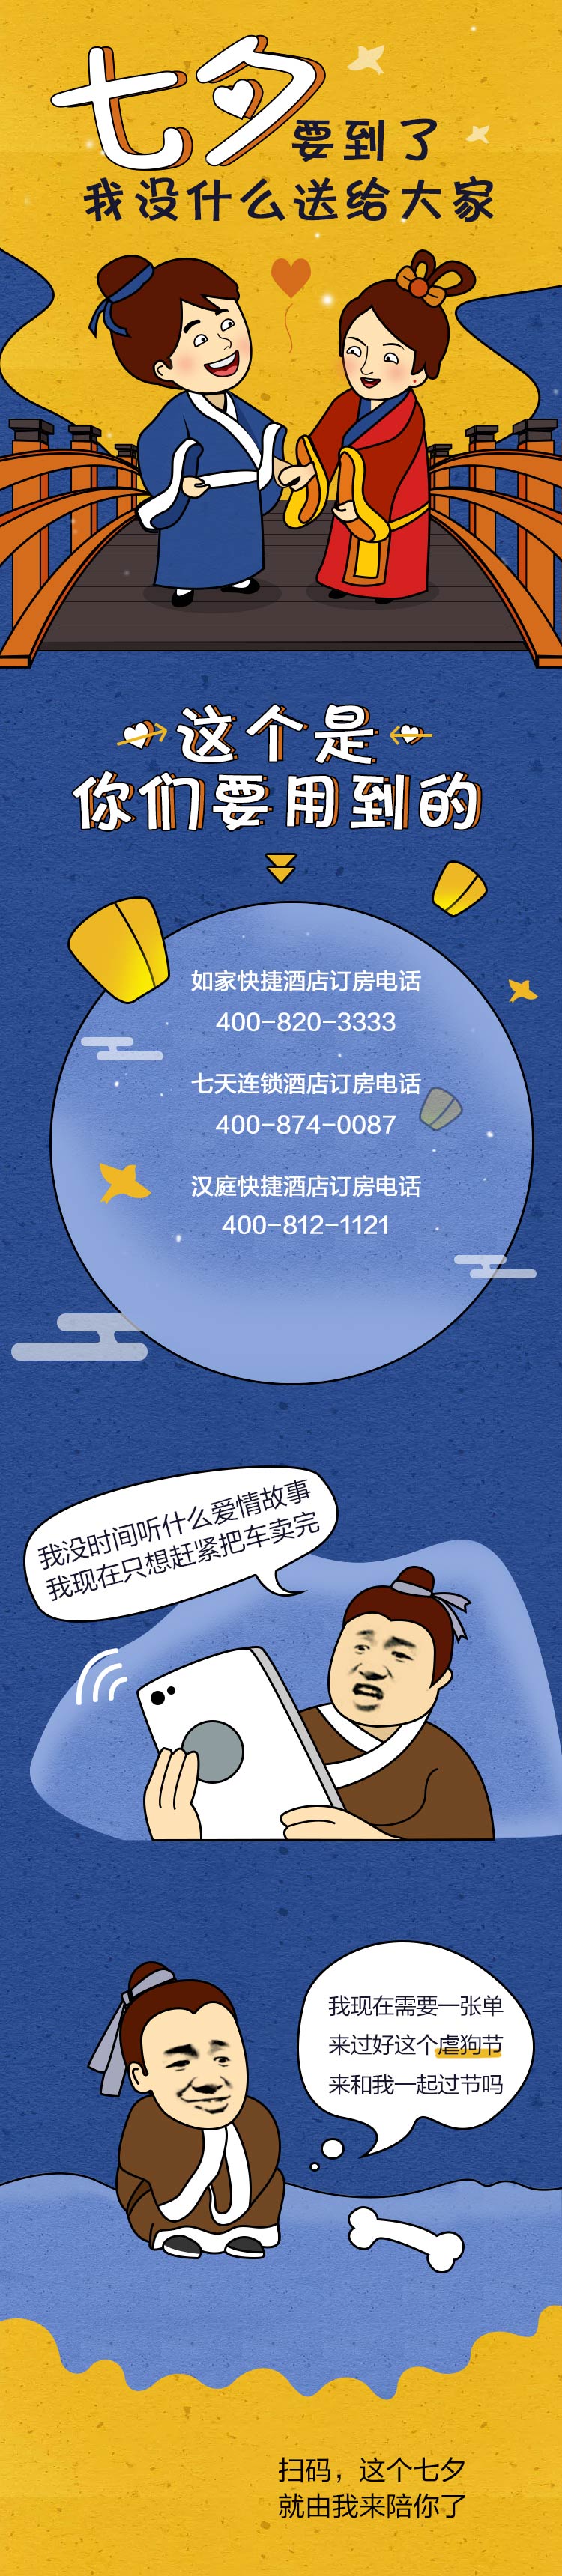 七夕要到了
我没什么送给大家
这个是
你们要用到的
如家快捷酒店订房电话
400-820-3333
七天连锁酒店订房电话
400-874-0087
汉庭快捷酒店订房电话
400-812-1121
我没时间听什么爱情故事
我现在只想赶紧把车卖完
我现在需要一张单
来过好这个虐狗节
来和我一起过节吗
扫码，这个七夕
就由我来陪你了